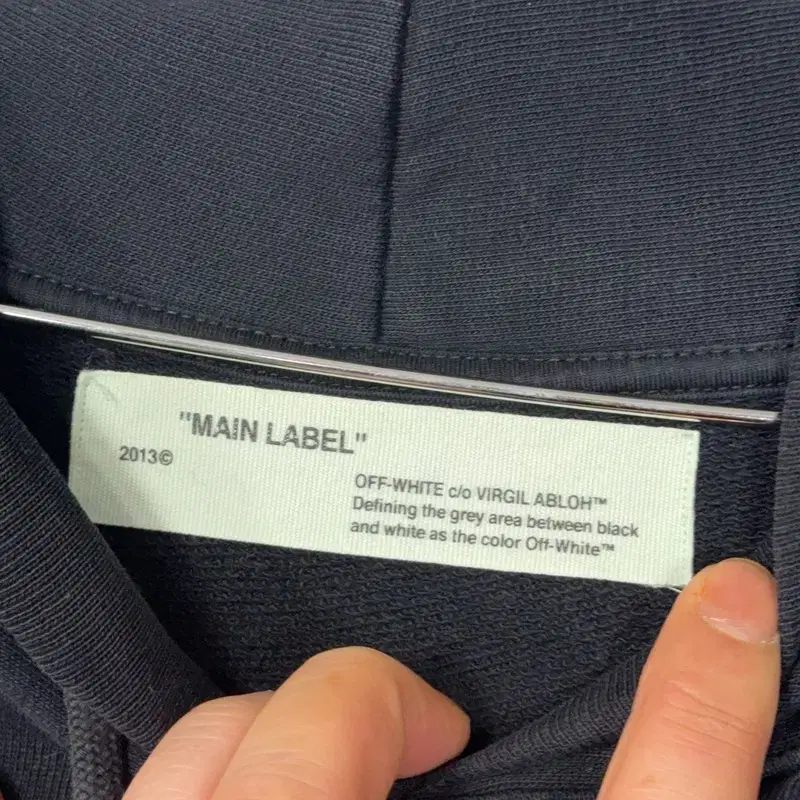 "MAIN LABEL"
2013©
OFF-WHITE c/o VIRGIL ABLOH™
Defining the grey area between black
and white as the color Off-White™